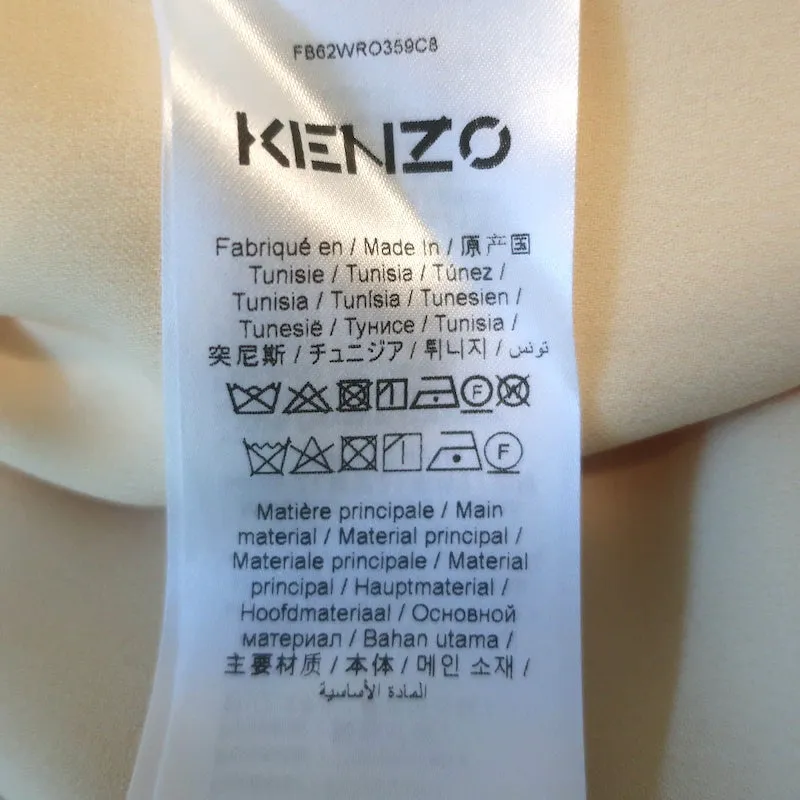 FB62WRO359C8
KENZO
Fabriqué en / Made In / 原产国
Tunisie / Tunisia / Túnez /
Tunisia / Tunísia / Tunesien /
Tunesië / Тунисе / Tunisia /
突尼斯 / チュニジア / 튀니지 / تونس
F W
F
Matière principale / Main
material / Material principal /
Materiale principale / Material
principal / Hauptmaterial /
Hoofdmateriaal / Основной
материал / Bahan utama /
主要材质 / 本体 / 메인 소재 /
المادة الأساسية